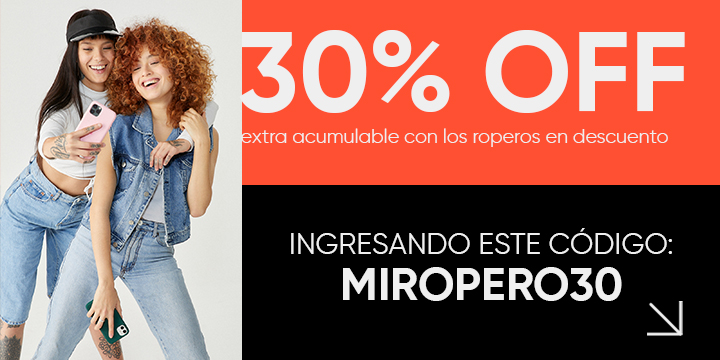 30% OFF
extra acumulable con los roperos en descuento
INGRESANDO ESTE CÓDIGO:
MIROPERO30